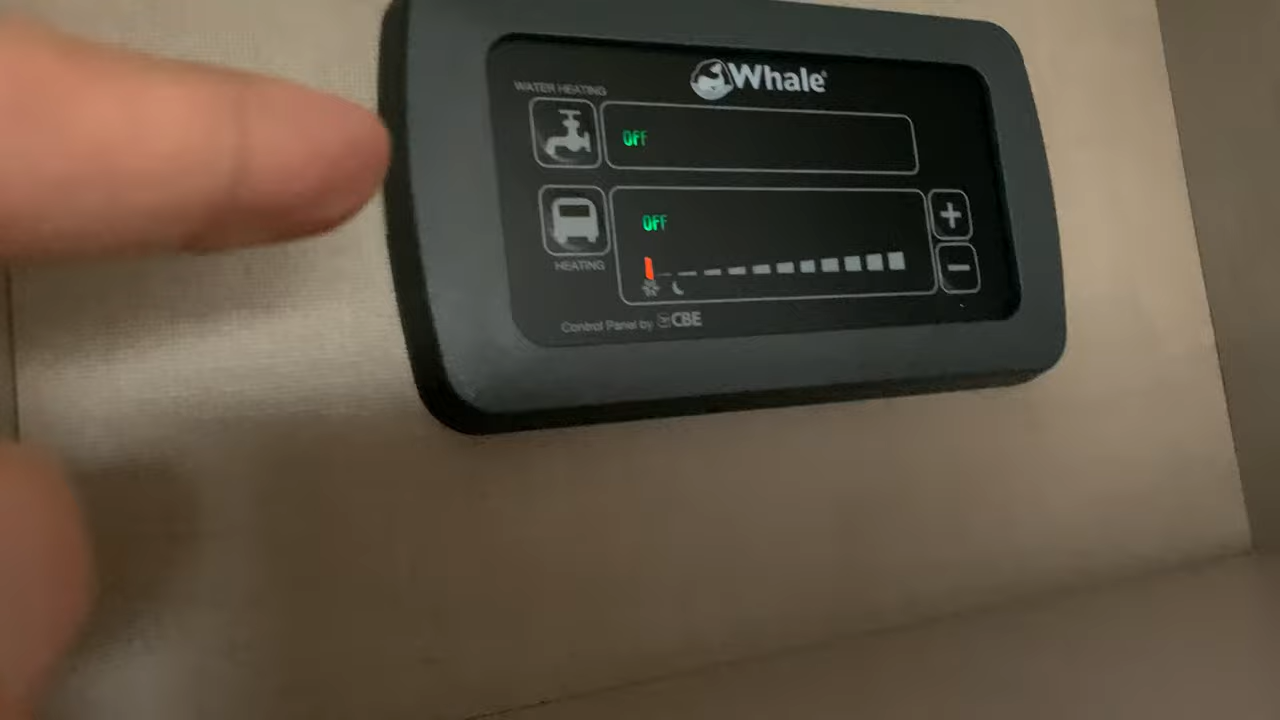 Whale®
WATER HEATING
OFF
OFF
+
HEATING
−
Control Panel by CBE